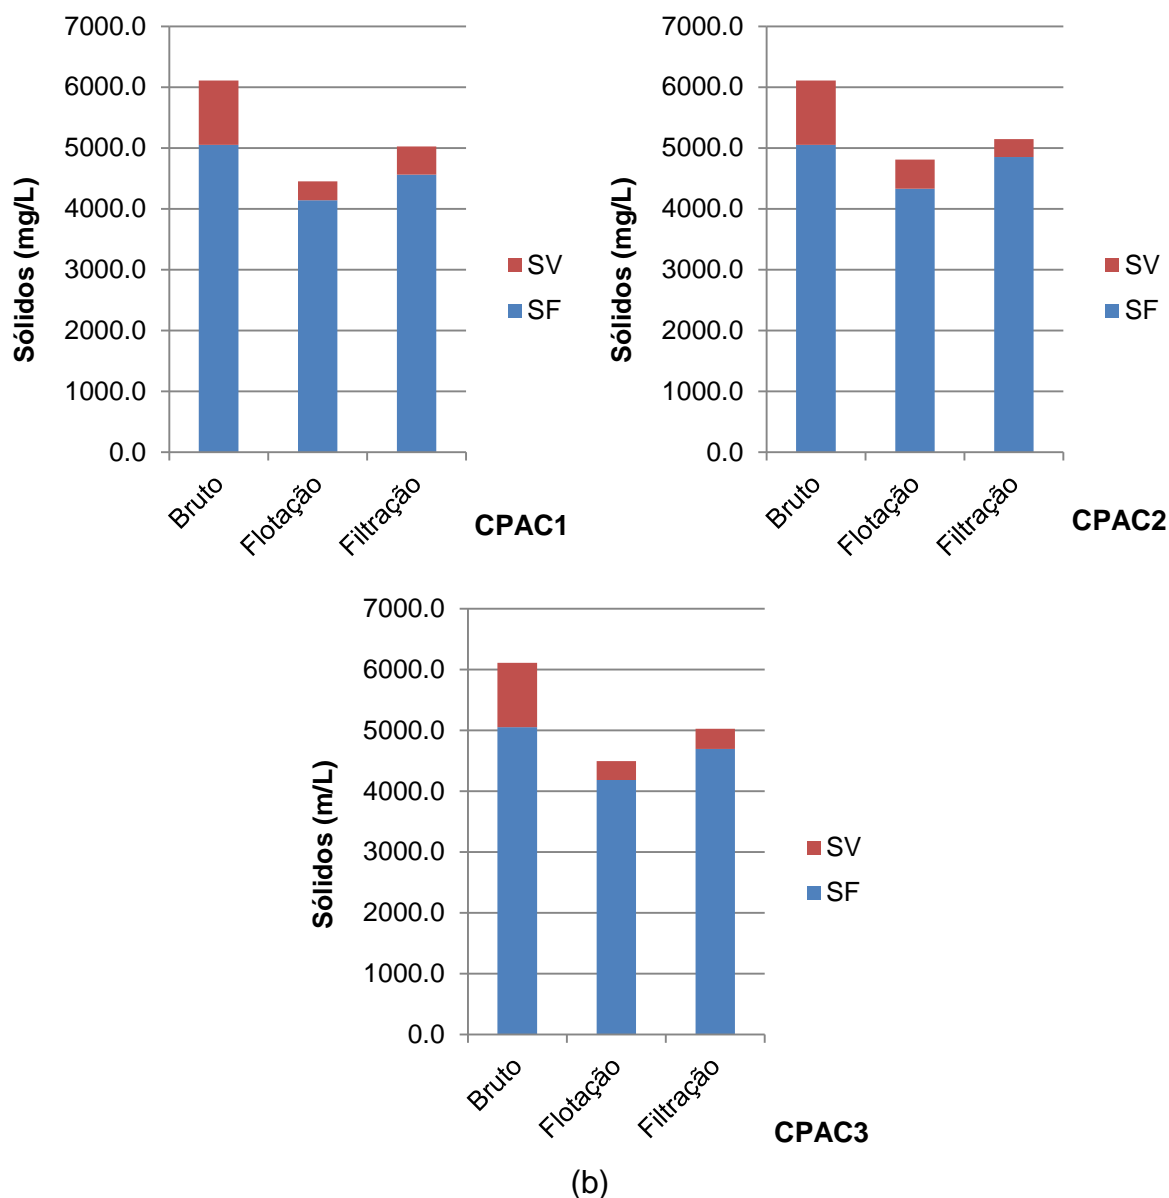 7000.0
6000.0
5000.0
4000.0
3000.0
2000.0
1000.0
0.0
Sólidos (mg/L)
SV
SF
Bruto
Flotação
Filtração
CPAC1
7000.0
6000.0
5000.0
4000.0
3000.0
2000.0
1000.0
0.0
Sólidos (mg/L)
SV
SF
Bruto
Flotação
Filtração
CPAC2
7000.0
6000.0
5000.0
4000.0
3000.0
2000.0
1000.0
0.0
Sólidos (m/L)
SV
SF
Bruto
Flotação
Filtração
CPAC3
(b)